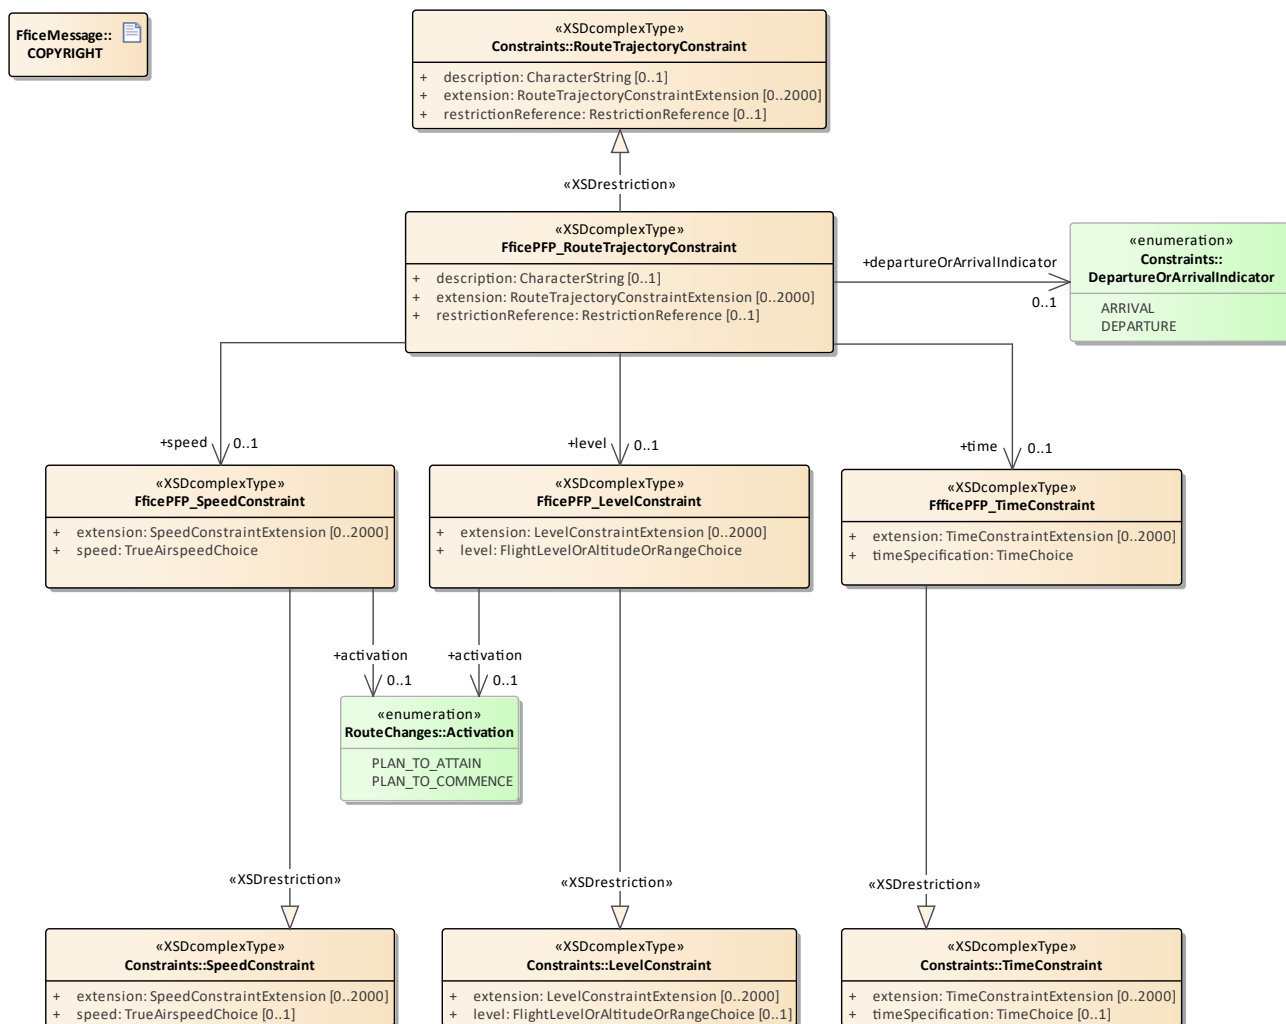 FficeMessage::
COPYRIGHT
«XSDcomplexType»
Constraints::RouteTrajectoryConstraint
+ description: CharacterString [0..1]
+ extension: RouteTrajectoryConstraintExtension [0..2000]
+ restrictionReference: RestrictionReference [0..1]
«XSDrestriction»
«XSDcomplexType»
FficePFP_RouteTrajectoryConstraint
+ description: CharacterString [0..1]
+ extension: RouteTrajectoryConstraintExtension [0..2000]
+ restrictionReference: RestrictionReference [0..1]
+departureOrArrivalIndicator
0..1
«enumeration»
Constraints::
DepartureOrArrivalIndicator
ARRIVAL
DEPARTURE
+speed 0..1
+level 0..1
+time 0..1
«XSDcomplexType»
FficePFP_SpeedConstraint
+ extension: SpeedConstraintExtension [0..2000]
+ speed: TrueAirspeedChoice
«XSDcomplexType»
FficePFP_LevelConstraint
+ extension: LevelConstraintExtension [0..2000]
+ level: FlightLevelOrAltitudeOrRangeChoice
«XSDcomplexType»
FfficePFP_TimeConstraint
+ extension: TimeConstraintExtension [0..2000]
+ timeSpecification: TimeChoice
+activation
0..1
+activation
0..1
«enumeration»
RouteChanges::Activation
PLAN_TO_ATTAIN
PLAN_TO_COMMENCE
«XSDrestriction»
«XSDrestriction»
«XSDrestriction»
«XSDcomplexType»
Constraints::SpeedConstraint
+ extension: SpeedConstraintExtension [0..2000]
+ speed: TrueAirspeedChoice [0..1]
«XSDcomplexType»
Constraints::LevelConstraint
+ extension: LevelConstraintExtension [0..2000]
+ level: FlightLevelOrAltitudeOrRangeChoice [0..1]
«XSDcomplexType»
Constraints::TimeConstraint
+ extension: TimeConstraintExtension [0..2000]
+ timeSpecification: TimeChoice [0..1]